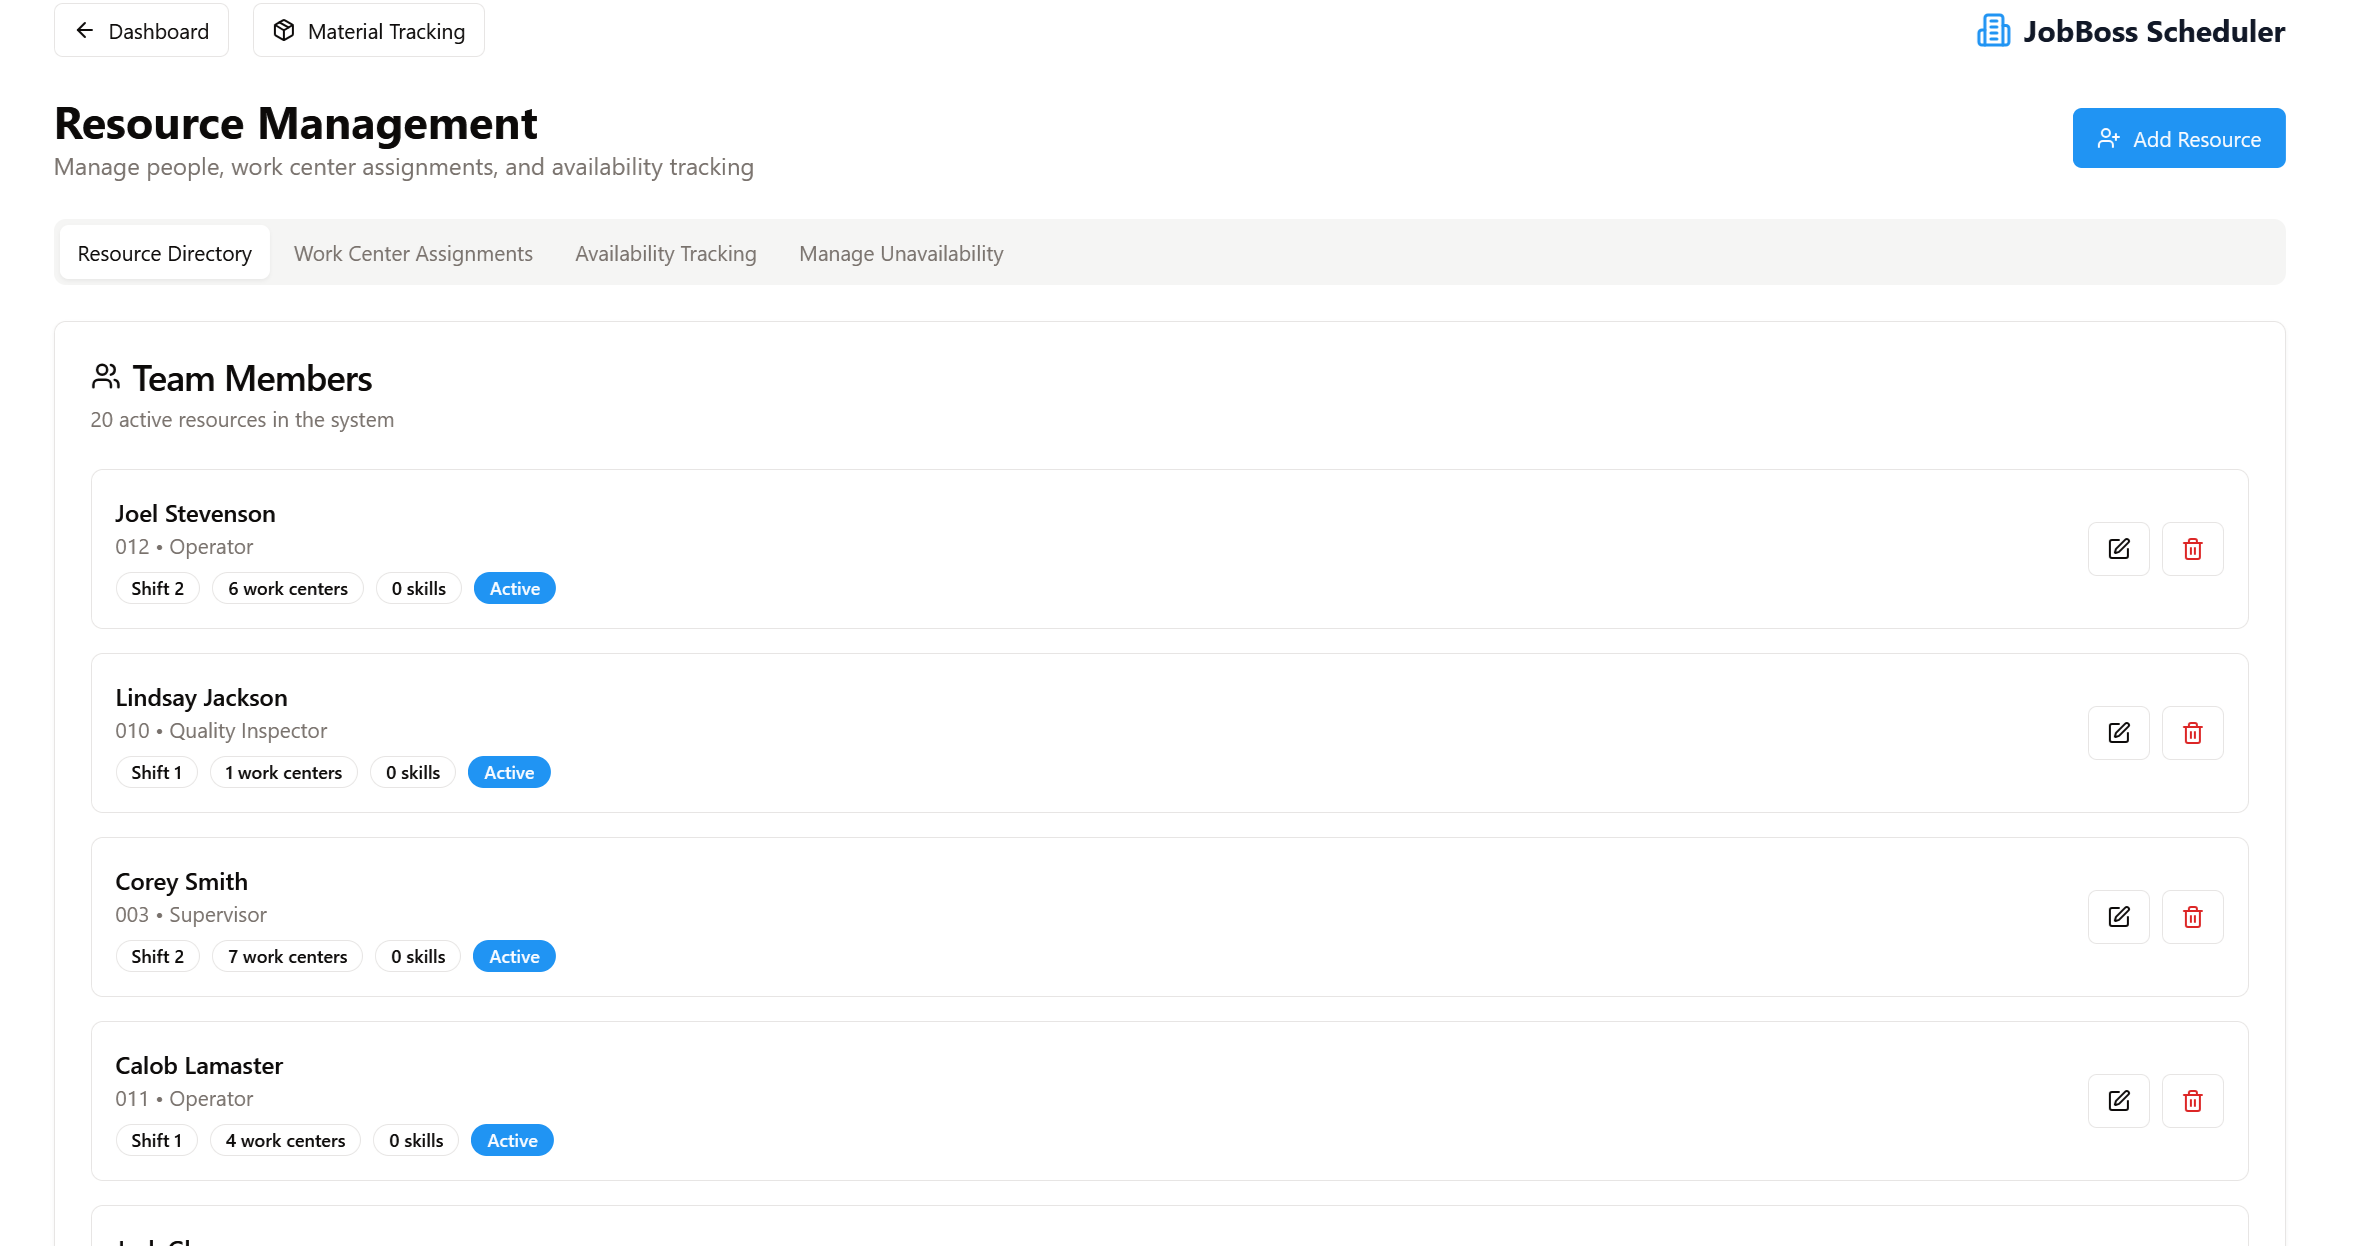 Dashboard
Material Tracking
JobBoss Scheduler
Resource Management
Manage people, work center assignments, and availability tracking
Add Resource
Resource Directory
Work Center Assignments
Availability Tracking
Manage Unavailability
Team Members
20 active resources in the system
Joel Stevenson
012 • Operator
Shift 2
6 work centers
0 skills
Active
Lindsay Jackson
010 • Quality Inspector
Shift 1
1 work centers
0 skills
Active
Corey Smith
003 • Supervisor
Shift 2
7 work centers
0 skills
Active
Calob Lamaster
011 • Operator
Shift 1
4 work centers
0 skills
Active